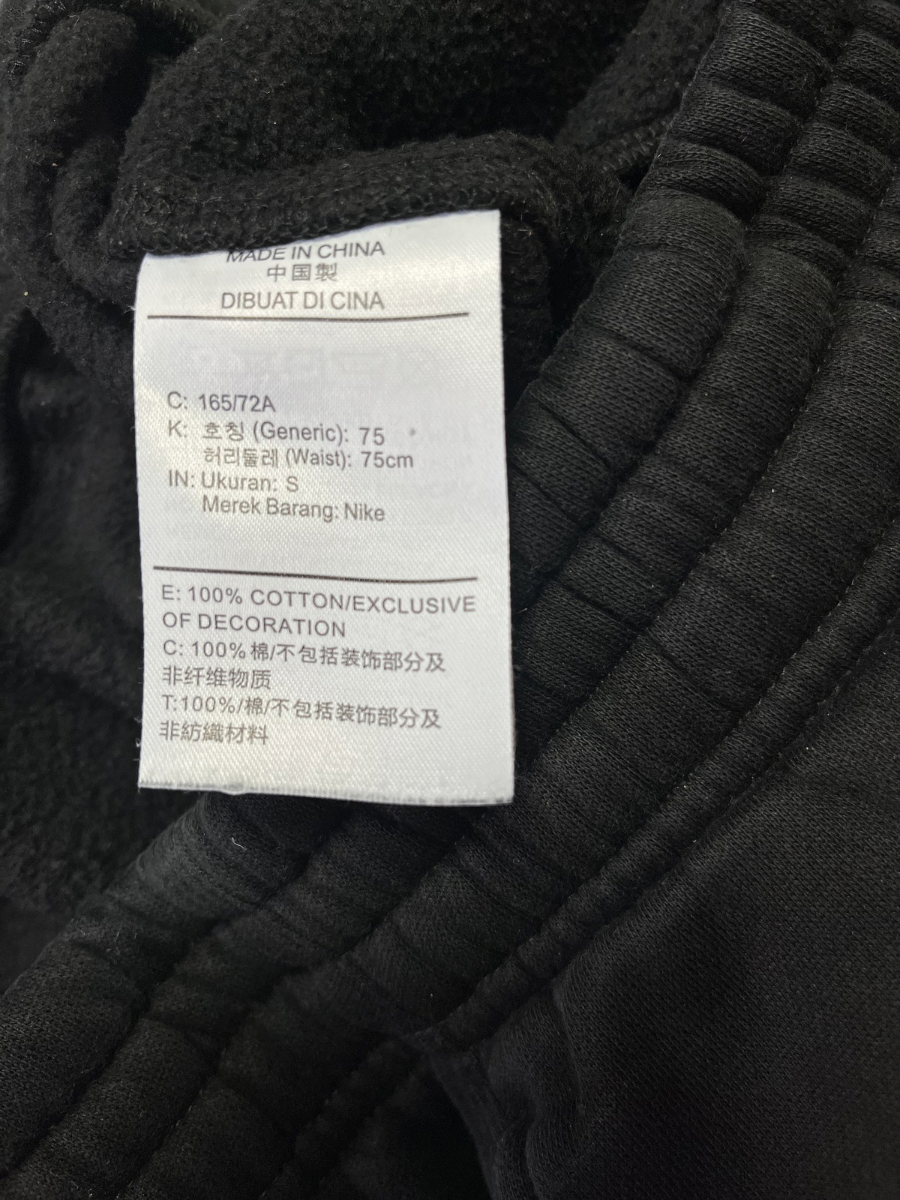 MADE IN CHINA
中国製
DIBUAT DI CINA
C: 165/72A
K: 호칭 (Generic): 75
허리둘레 (Waist): 75cm
IN: Ukuran: S
Merek Barang: Nike
E: 100% COTTON/EXCLUSIVE
OF DECORATION
C: 100% 棉/不包括装饰部分及
非纤维物质
T:100%/棉/不包括装饰部分及
非紡織材料